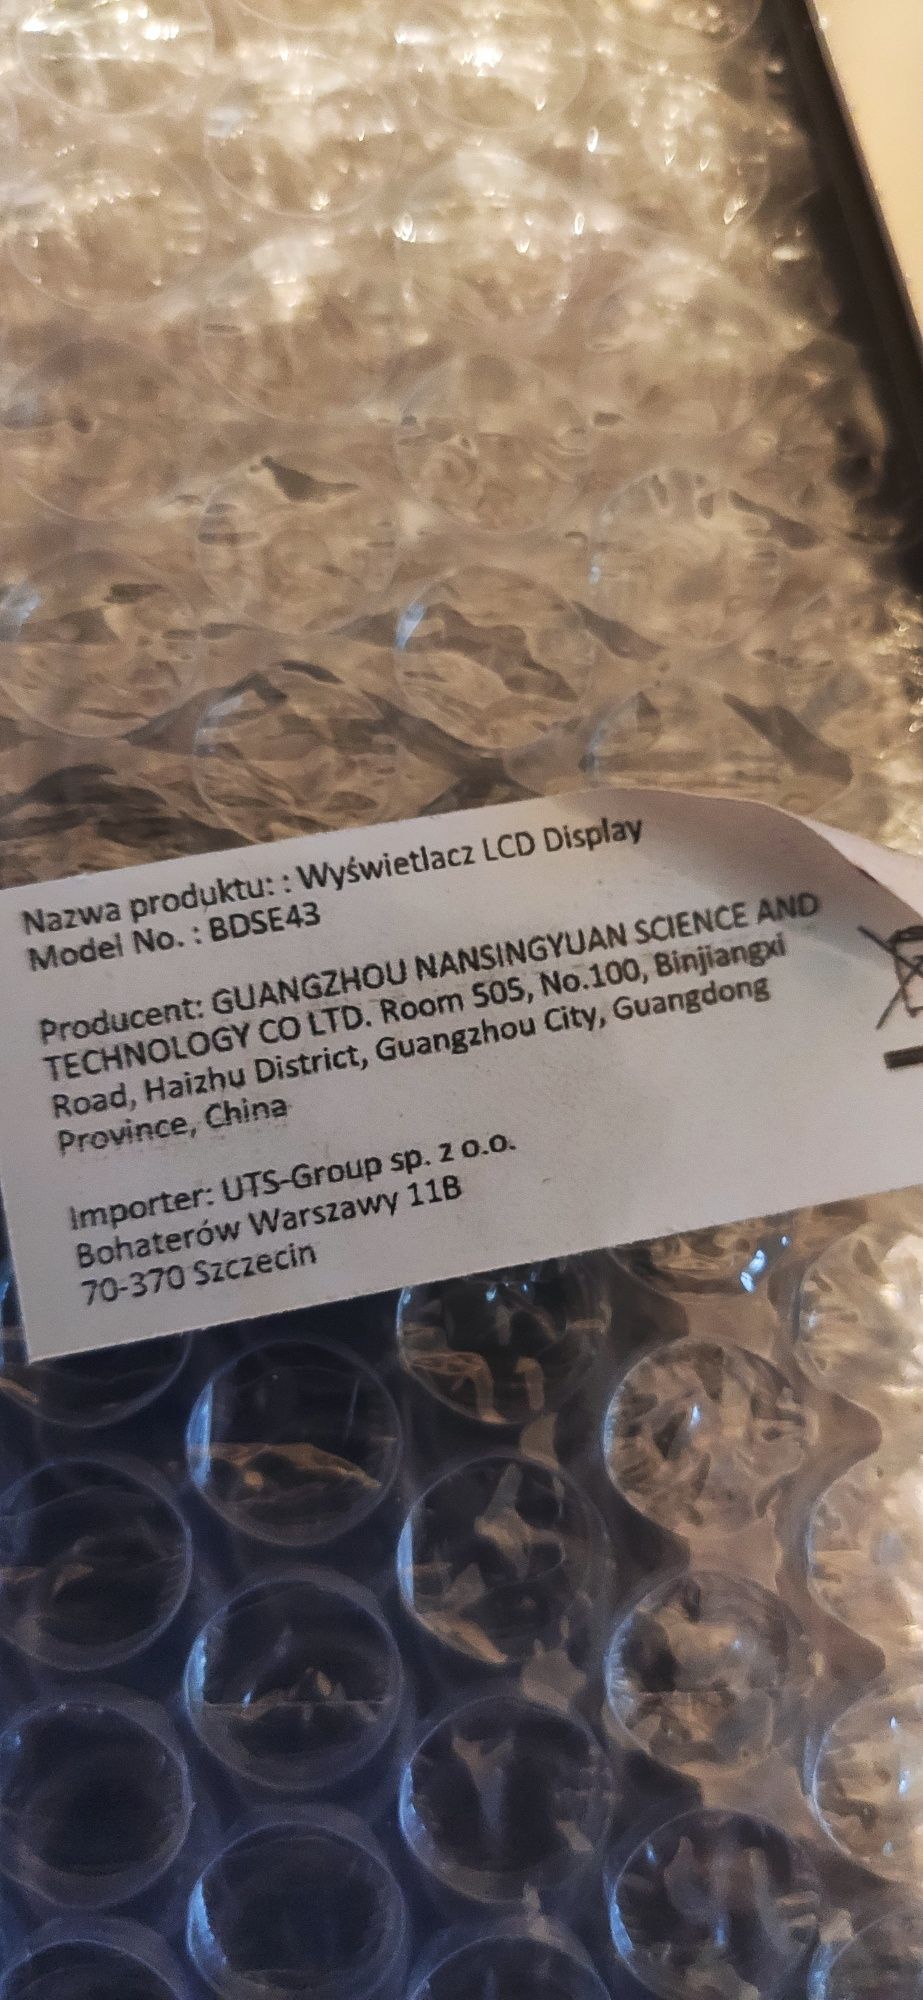 Nazwa produktu: : Wyświetlacz LCD Display
Model No. : BDSE43
Producent: GUANGZHOU NANSINGYUAN SCIENCE AND
TECHNOLOGY CO LTD. Room 505, No.100, Binjiangxi
Road, Haizhu District, Guangzhou City, Guangdong
Province, China
Importer: UTS-Group sp. z o.o.
Bohaterów Warszawy 11B
70-370 Szczecin